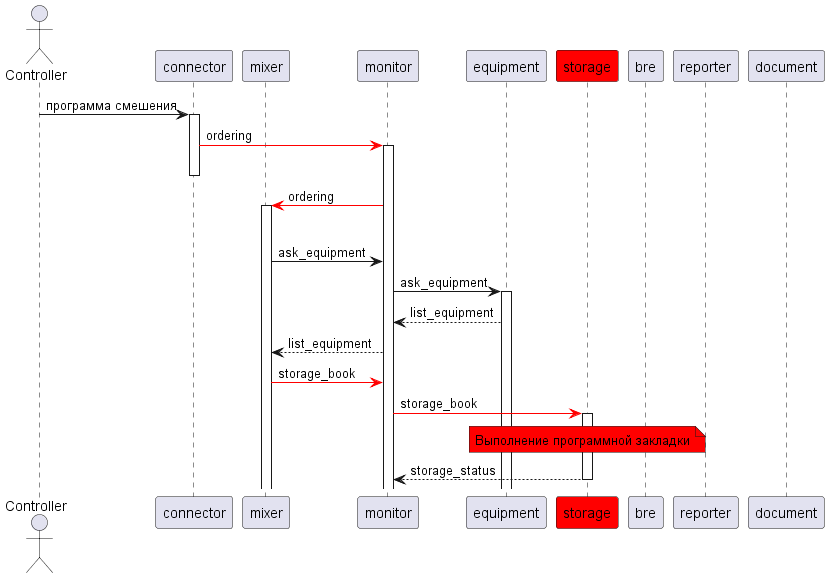 Controller
connector
mixer
monitor
equipment
storage
bre
reporter
document
программа смешения
ordering
ordering
ask_equipment
ask_equipment
list_equipment
list_equipment
storage_book
storage_book
Выполнение программной закладки
storage_status
Controller
connector
mixer
monitor
equipment
storage
bre
reporter
document